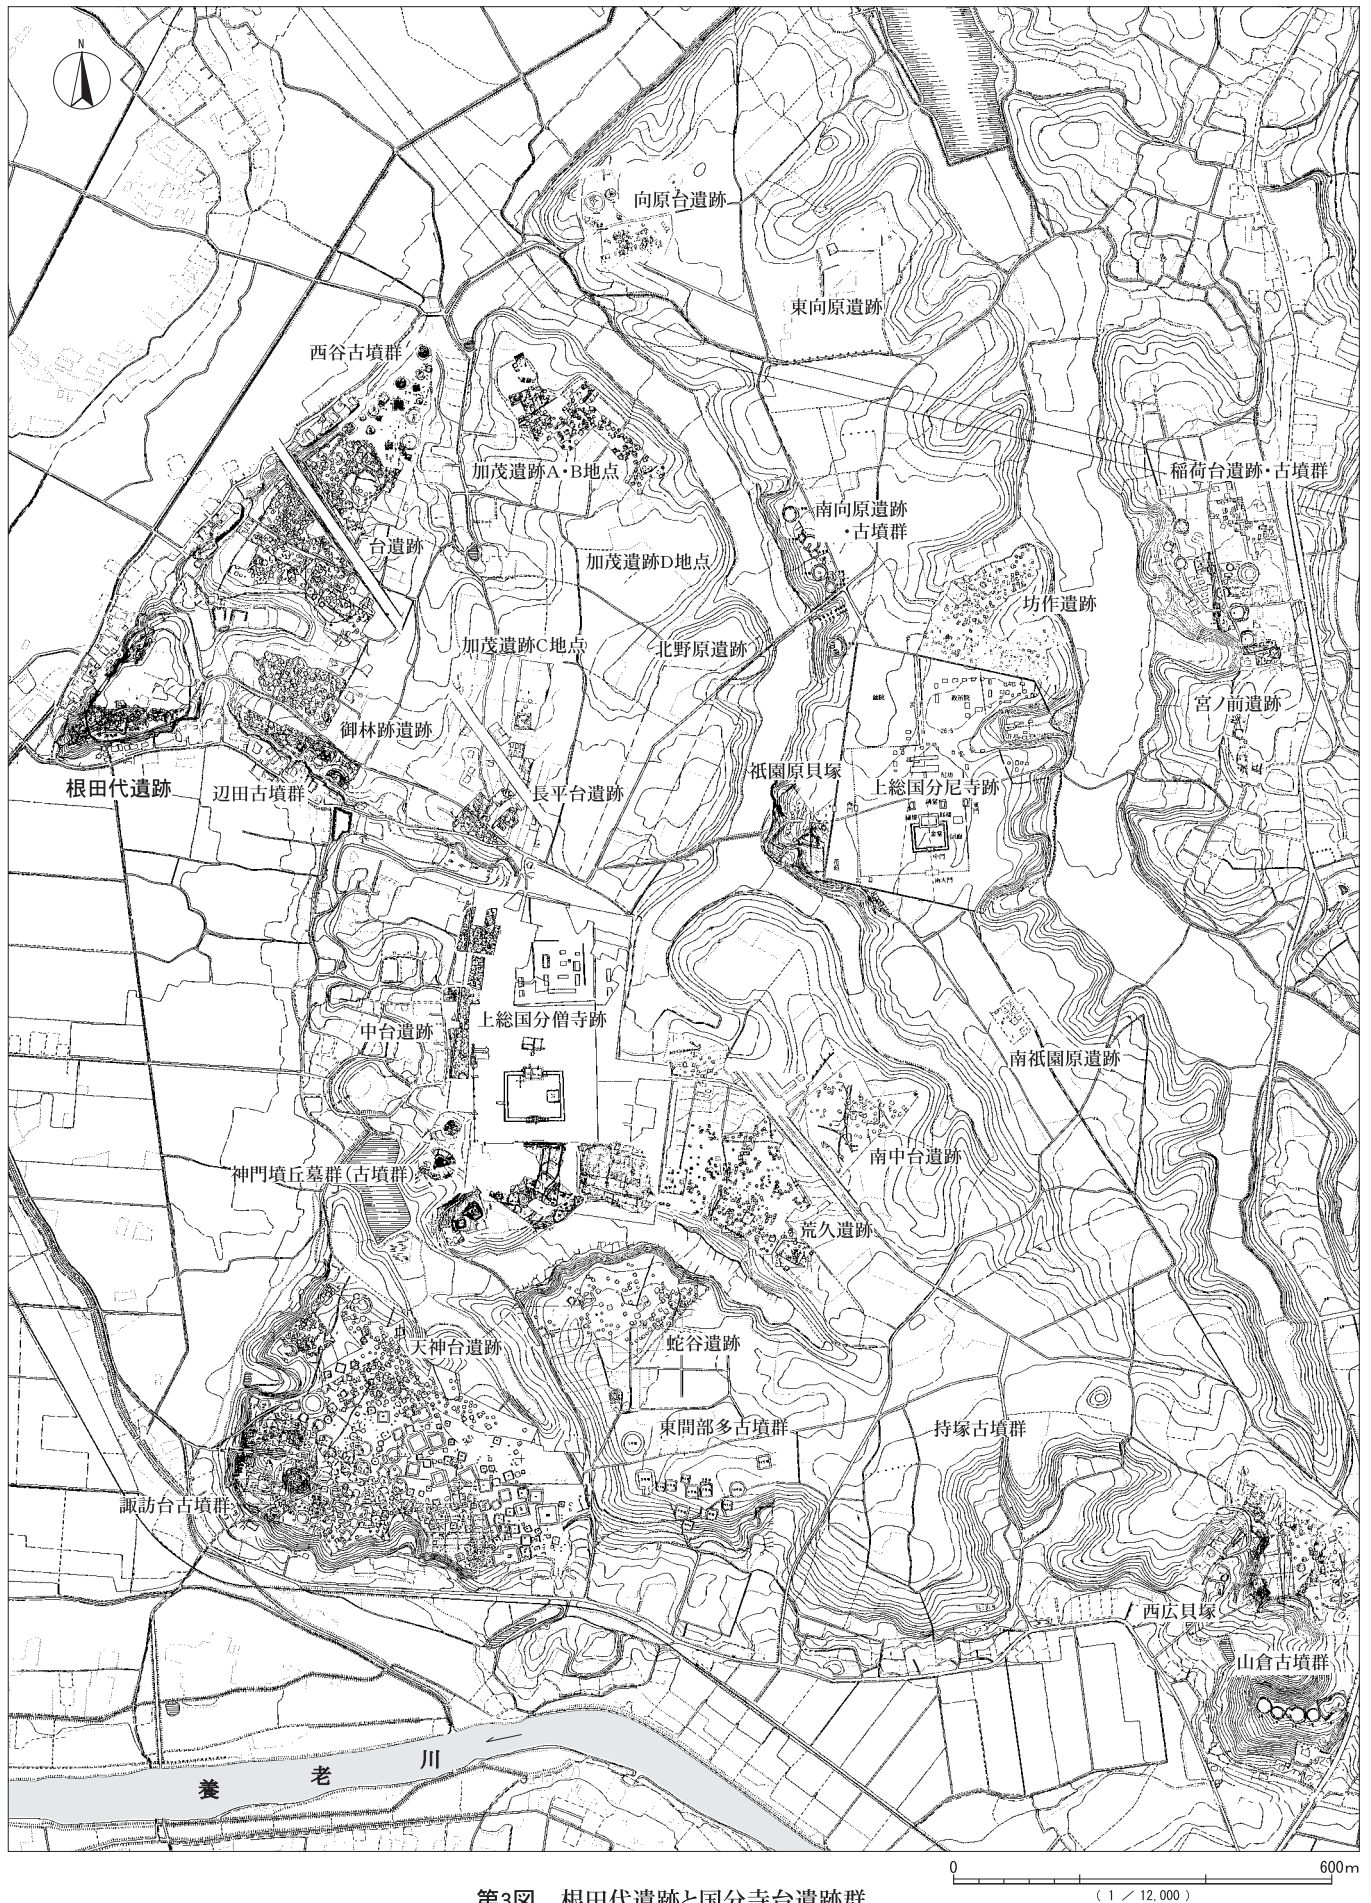 N
向原台遺跡
東向原遺跡
西谷古墳群
加茂遺跡A・B地点
稲荷台遺跡・古墳群
南向原遺跡
・古墳群
台遺跡
加茂遺跡D地点
坊作遺跡
加茂遺跡C地点
北野原遺跡
宮ノ前遺跡
御林跡遺跡
祇園原貝塚
根田代遺跡
辺田古墳群
長平台遺跡
上総国分尼寺跡
政所院
金堂
中門
南大門
上総国分僧寺跡
中台遺跡
南祇園原遺跡
神門墳丘墓群(古墳群)
南中台遺跡
荒久遺跡
天神台遺跡
蛇谷遺跡
東間部多古墳群
持塚古墳群
諏訪台古墳群
西広貝塚
山倉古墳群
養老川
0 600m
(1/12,000)
第3図 根田代遺跡と国分寺台遺跡群